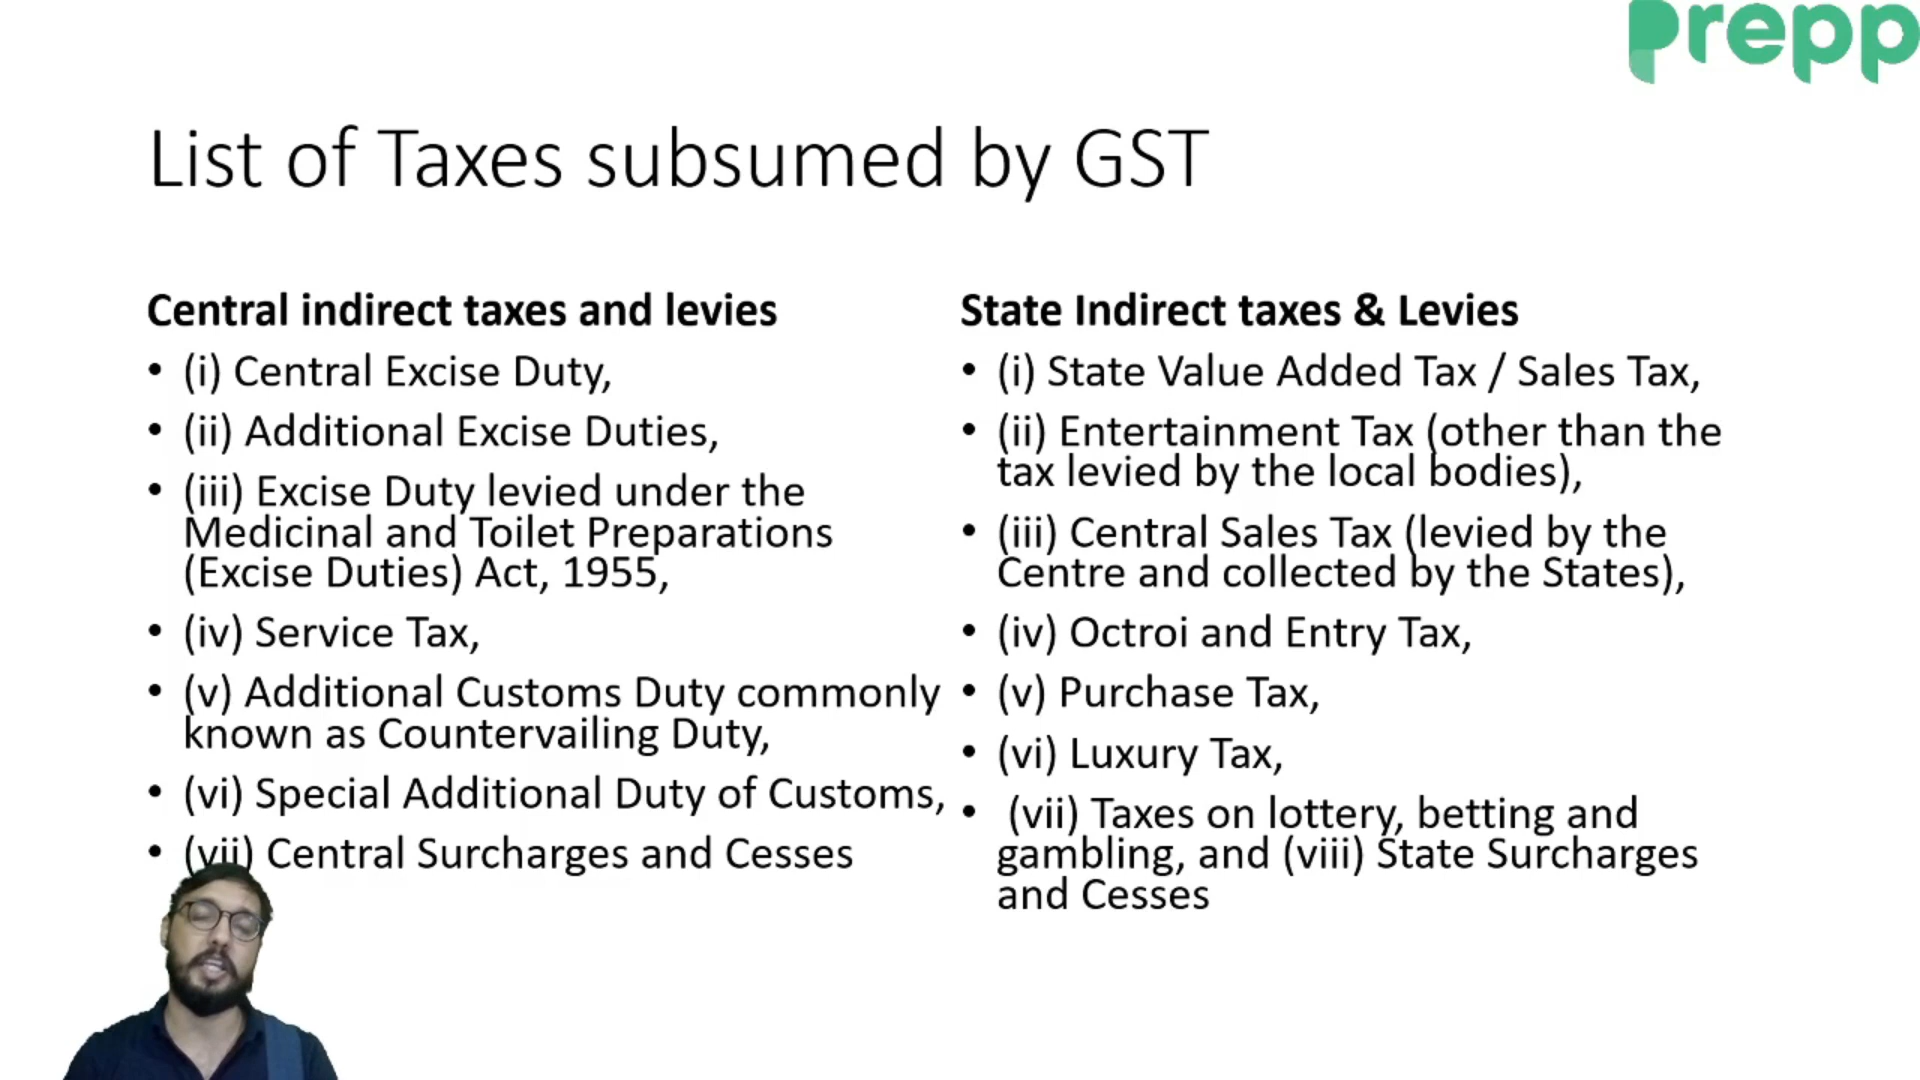 prepp
List of Taxes subsumed by GST
Central indirect taxes and levies
• (i) Central Excise Duty,
• (ii) Additional Excise Duties,
• (iii) Excise Duty levied under the
Medicinal and Toilet Preparations
(Excise Duties) Act, 1955,
• (iv) Service Tax,
• (v) Additional Customs Duty commonly
known as Countervailing Duty,
• (vi) Special Additional Duty of Customs,
• (vii) Central Surcharges and Cesses
State Indirect taxes & Levies
• (i) State Value Added Tax / Sales Tax,
• (ii) Entertainment Tax (other than the
tax levied by the local bodies),
• (iii) Central Sales Tax (levied by the
Centre and collected by the States),
• (iv) Octroi and Entry Tax,
• (v) Purchase Tax,
• (vi) Luxury Tax,
• (vii) Taxes on lottery, betting and
gambling, and (viii) State Surcharges
and Cesses